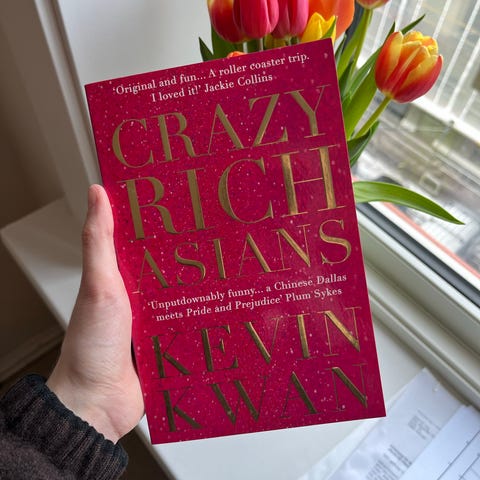 'Original and fun... A roller coaster trip.
I loved it!' Jackie Collins
CRAZY
RICH
ASIANS
'Unputdownably funny... a Chinese Dallas
meets Pride and Prejudice' Plum Sykes
KEVIN
KWAN